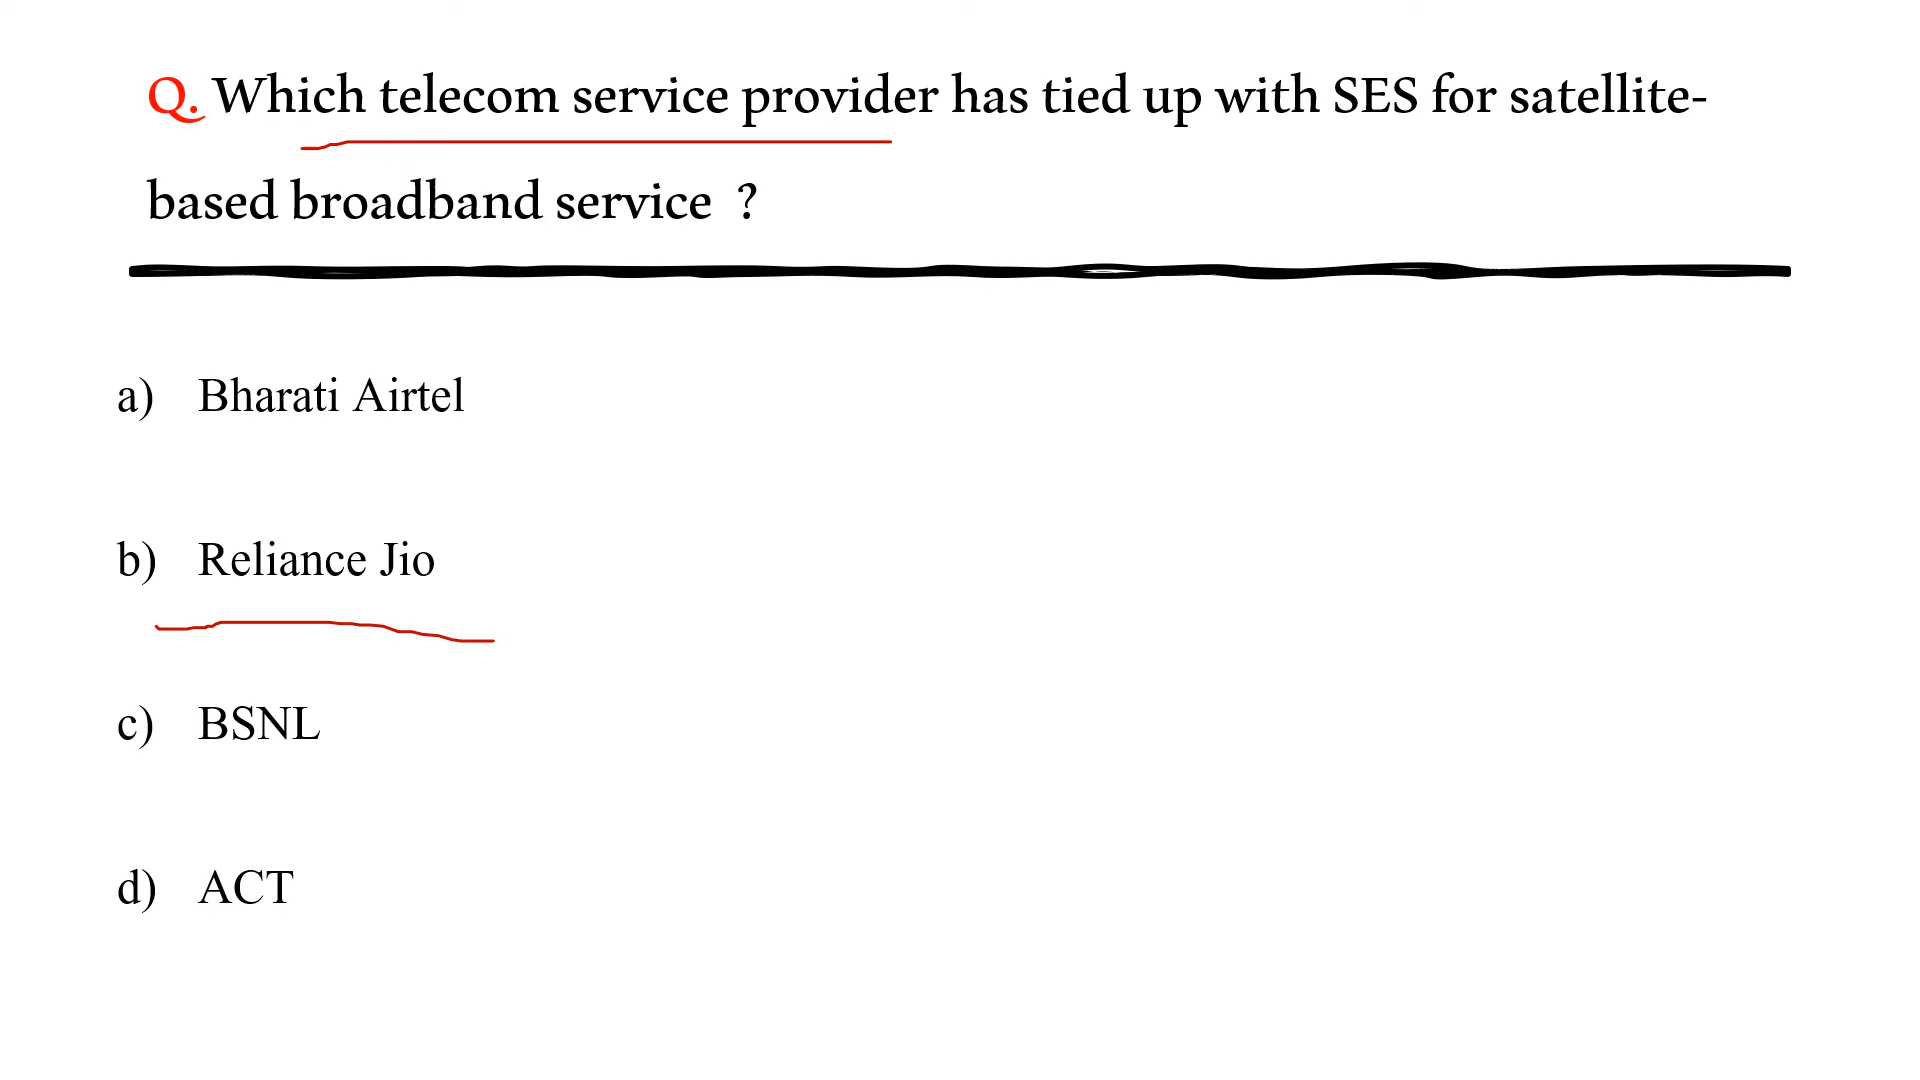 Q. Which telecom service provider has tied up with SES for satellite-
based broadband service ?
a) Bharati Airtel
b) Reliance Jio
c) BSNL
d) ACT